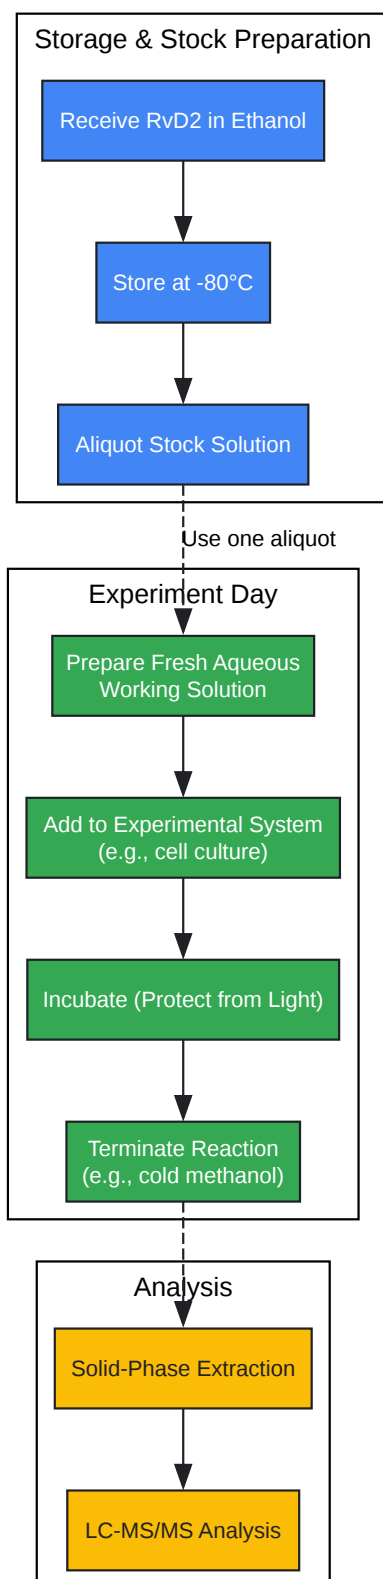 Storage & Stock Preparation
Receive RvD2 in Ethanol
Store at -80°C
Aliquot Stock Solution
Use one aliquot
Experiment Day
Prepare Fresh Aqueous
Working Solution
Add to Experimental System
(e.g., cell culture)
Incubate (Protect from Light)
Terminate Reaction
(e.g., cold methanol)
Analysis
Solid-Phase Extraction
LC-MS/MS Analysis